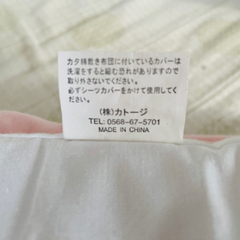 カタ綿敷き布団に付いているカバーは
洗濯をすると縮む恐れがありますので
取り外さないでください。
必ずシーツカバーをかけてからご使用
ください。
(株)カトージ
TEL: 0568-67-5701
MADE IN CHINA